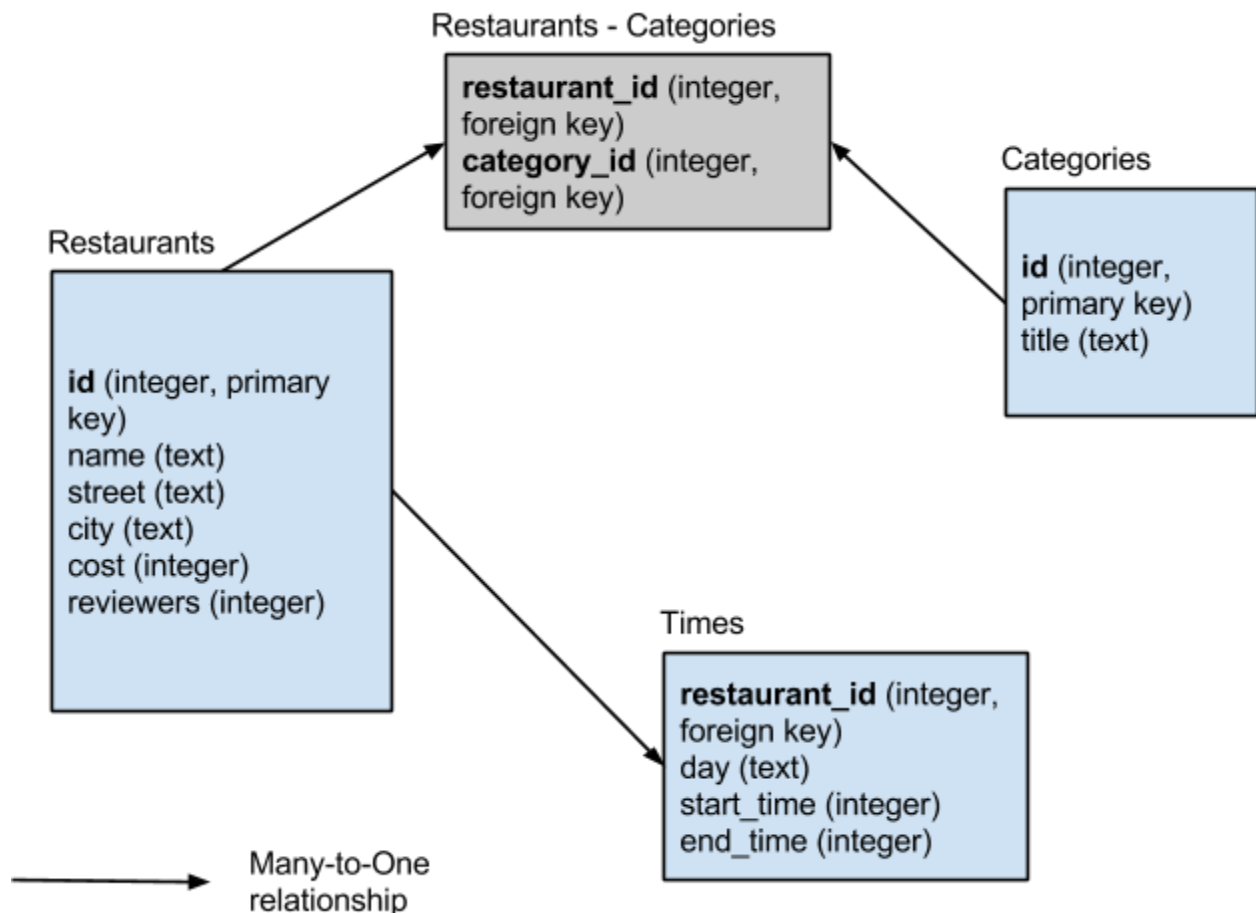 Restaurants - Categories
restaurant_id (integer,
foreign key)
category_id (integer,
foreign key)
Categories
id (integer,
primary key)
title (text)
Restaurants
id (integer, primary
key)
name (text)
street (text)
city (text)
cost (integer)
reviewers (integer)
Times
restaurant_id (integer,
foreign key)
day (text)
start_time (integer)
end_time (integer)
Many-to-One
relationship